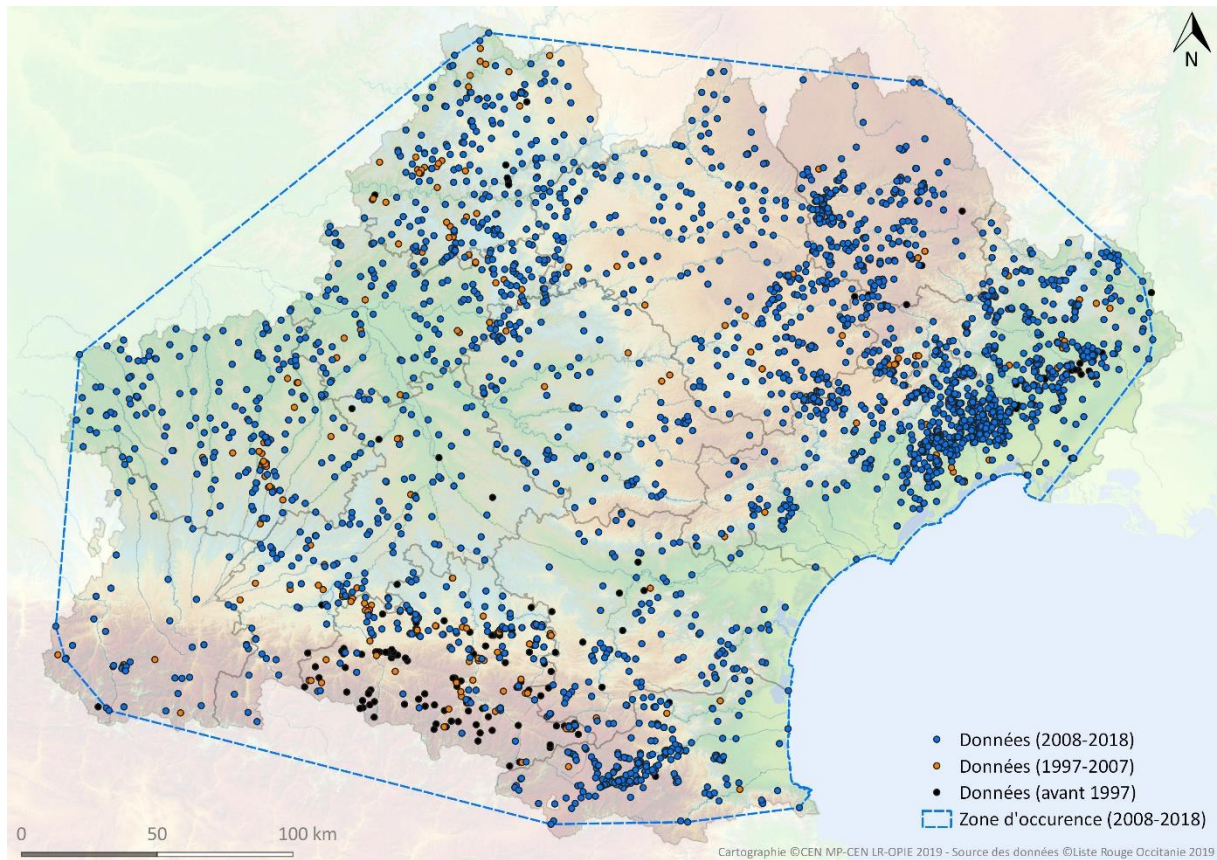 N
Données (2008-2018)
Données (1997-2007)
Données (avant 1997)
Zone d'occurence (2008-2018)
0 50 100 km
Cartographie ©CEN MP-CEN LR-OPIE 2019 - Source des données ©Liste Rouge Occitanie 2019